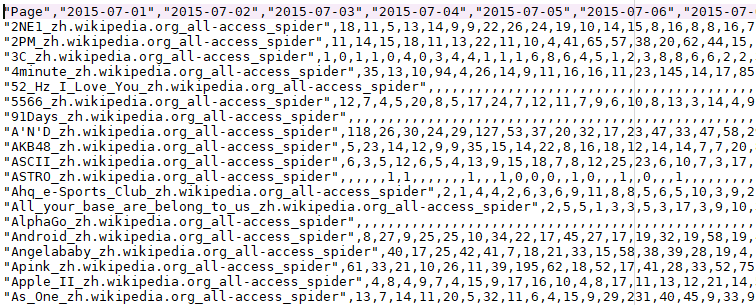 "Page","2015-07-01","2015-07-02","2015-07-03","2015-07-04","2015-07-05","2015-07-06","2015-07-
"2NE1_zh.wikipedia.org_all-access_spider",18,11,5,13,14,9,9,22,26,24,19,10,14,15,8,16,8,8,16,7
"2PM_zh.wikipedia.org_all-access_spider",11,14,15,18,11,13,22,11,10,4,41,65,57,38,20,62,44,15,
"3C_zh.wikipedia.org_all-access_spider",1,0,1,1,0,4,0,3,4,4,1,1,1,6,8,6,4,5,1,2,3,8,8,6,6,2,2,
"4minute_zh.wikipedia.org_all-access_spider",35,13,10,94,4,26,14,9,11,16,16,11,23,145,14,17,85
"52_Hz_I_Love_You_zh.wikipedia.org_all-access_spider",,,,,,,,,,,,,,,,,,,,,,,,,,,,,,,,,,,,,,,,,
"5566_zh.wikipedia.org_all-access_spider",12,7,4,5,20,8,5,17,24,7,12,11,7,9,6,10,8,13,3,14,4,9
"91Days_zh.wikipedia.org_all-access_spider",,,,,,,,,,,,,,,,,,,,,,,,,,,,,,,,,,,,,,,,,,,,,,,,,,,
"A'N'D_zh.wikipedia.org_all-access_spider",118,26,30,24,29,127,53,37,20,32,17,23,47,33,47,58,2
"AKB48_zh.wikipedia.org_all-access_spider",5,23,14,12,9,9,35,15,14,22,8,16,18,12,14,14,7,7,20,
"ASCII_zh.wikipedia.org_all-access_spider",6,3,5,12,6,5,4,13,9,15,18,7,8,12,25,23,6,10,7,3,17,
"ASTRO_zh.wikipedia.org_all-access_spider",,,,,,1,1,,,,,,,1,,,1,0,0,0,,,1,0,,,1,,0,,,1,,,,,,,,,
"Ahq_e-Sports_Club_zh.wikipedia.org_all-access_spider",2,1,4,4,2,6,3,6,9,11,8,8,5,6,5,10,3,9,2
"All_your_base_are_belong_to_us_zh.wikipedia.org_all-access_spider",2,5,5,1,3,3,5,3,17,3,9,10,
"AlphaGo_zh.wikipedia.org_all-access_spider",,,,,,,,,,,,,,,,,,,,,,,,,,,,,,,,,,,,,,,,,,,,,,,,,,
"Android_zh.wikipedia.org_all-access_spider",8,27,9,25,25,10,34,22,17,45,27,17,19,32,19,58,19,
"Angelababy_zh.wikipedia.org_all-access_spider",40,17,25,42,41,7,18,21,33,15,58,38,39,28,19,4,
"Apink_zh.wikipedia.org_all-access_spider",61,33,21,10,26,11,39,195,62,18,52,17,41,28,33,52,75
"Apple_II_zh.wikipedia.org_all-access_spider",4,8,4,9,7,4,15,9,17,16,10,4,8,17,11,13,12,21,14
"As_One_zh.wikipedia.org_all-access_spider",13,7,14,11,20,5,32,11,6,4,15,9,29,231,40,45,9,33,